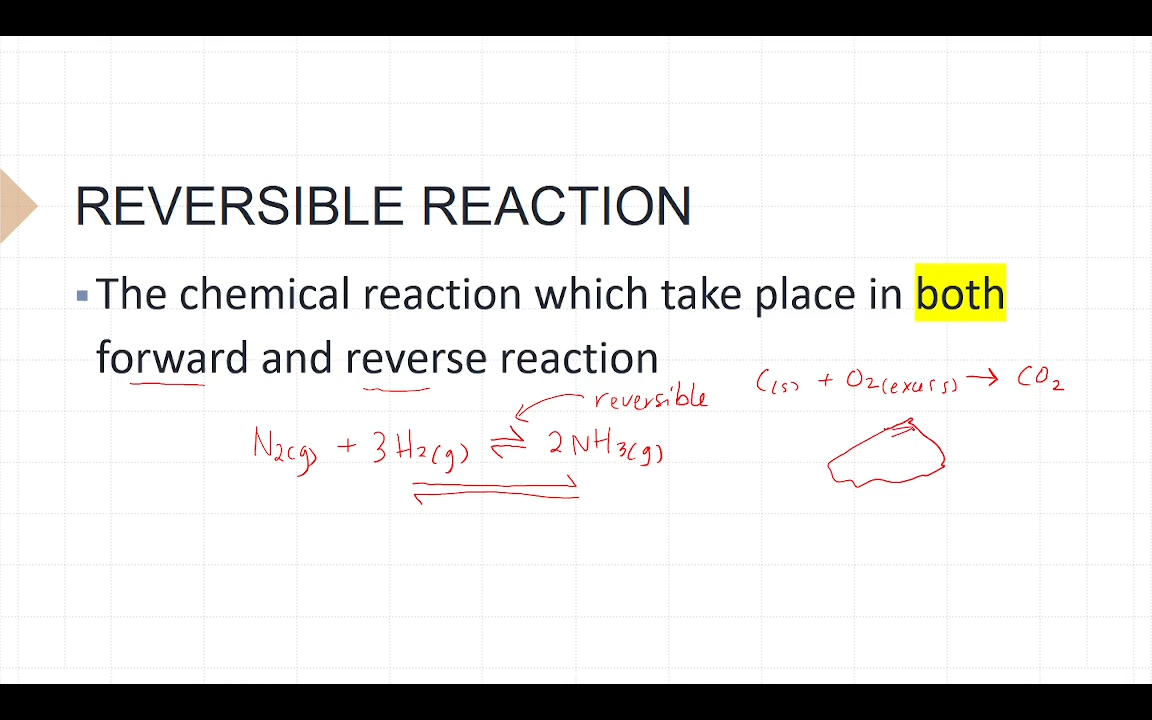 REVERSIBLE REACTION
▪The chemical reaction which take place in both
forward and reverse reaction
C(s) + O2(excess) → CO2
reversible
N2(g) + 3H2(g) ⇌ 2NH3(g)